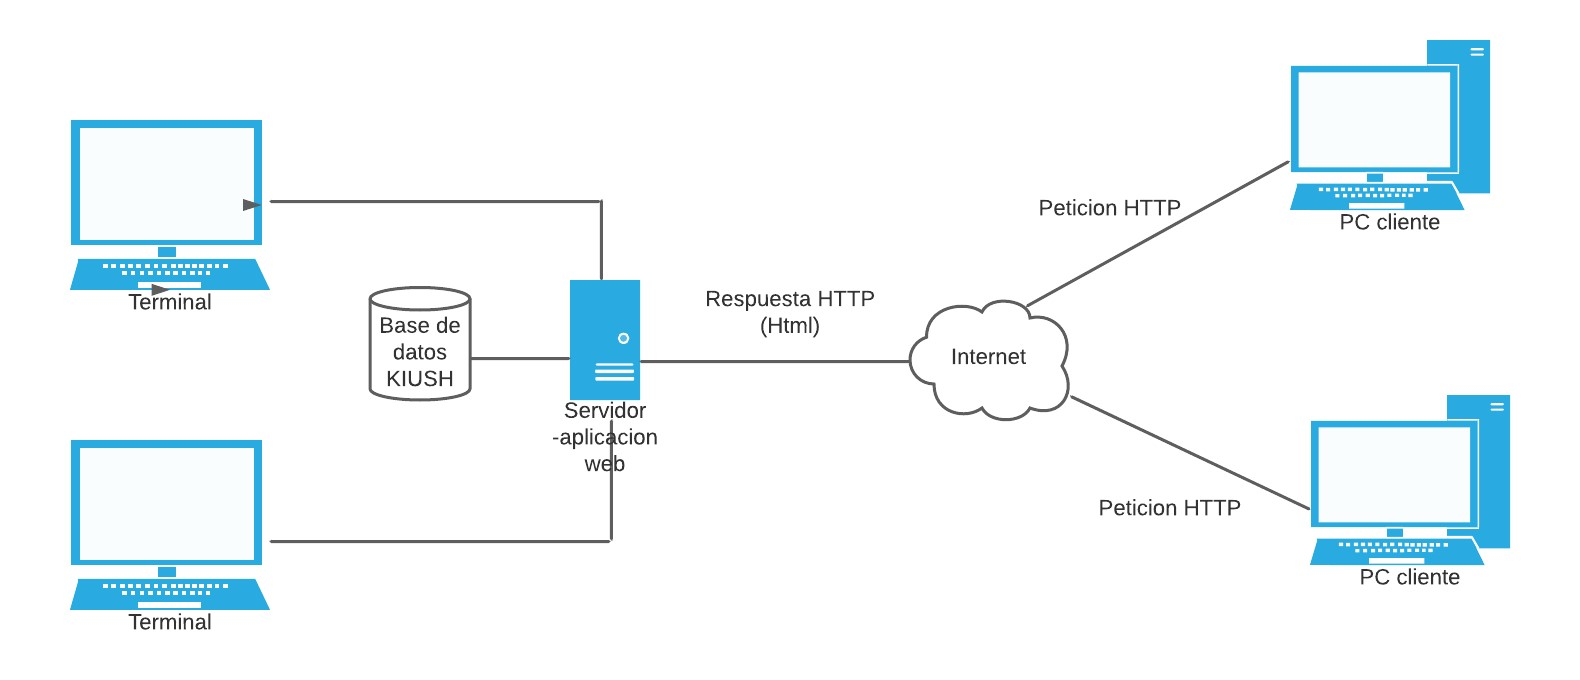 Peticion HTTP
PC cliente
Terminal
Base de
datos
KIUSH
Respuesta HTTP
(Html)
Internet
Servidor
-aplicacion
web
Peticion HTTP
PC cliente
Terminal